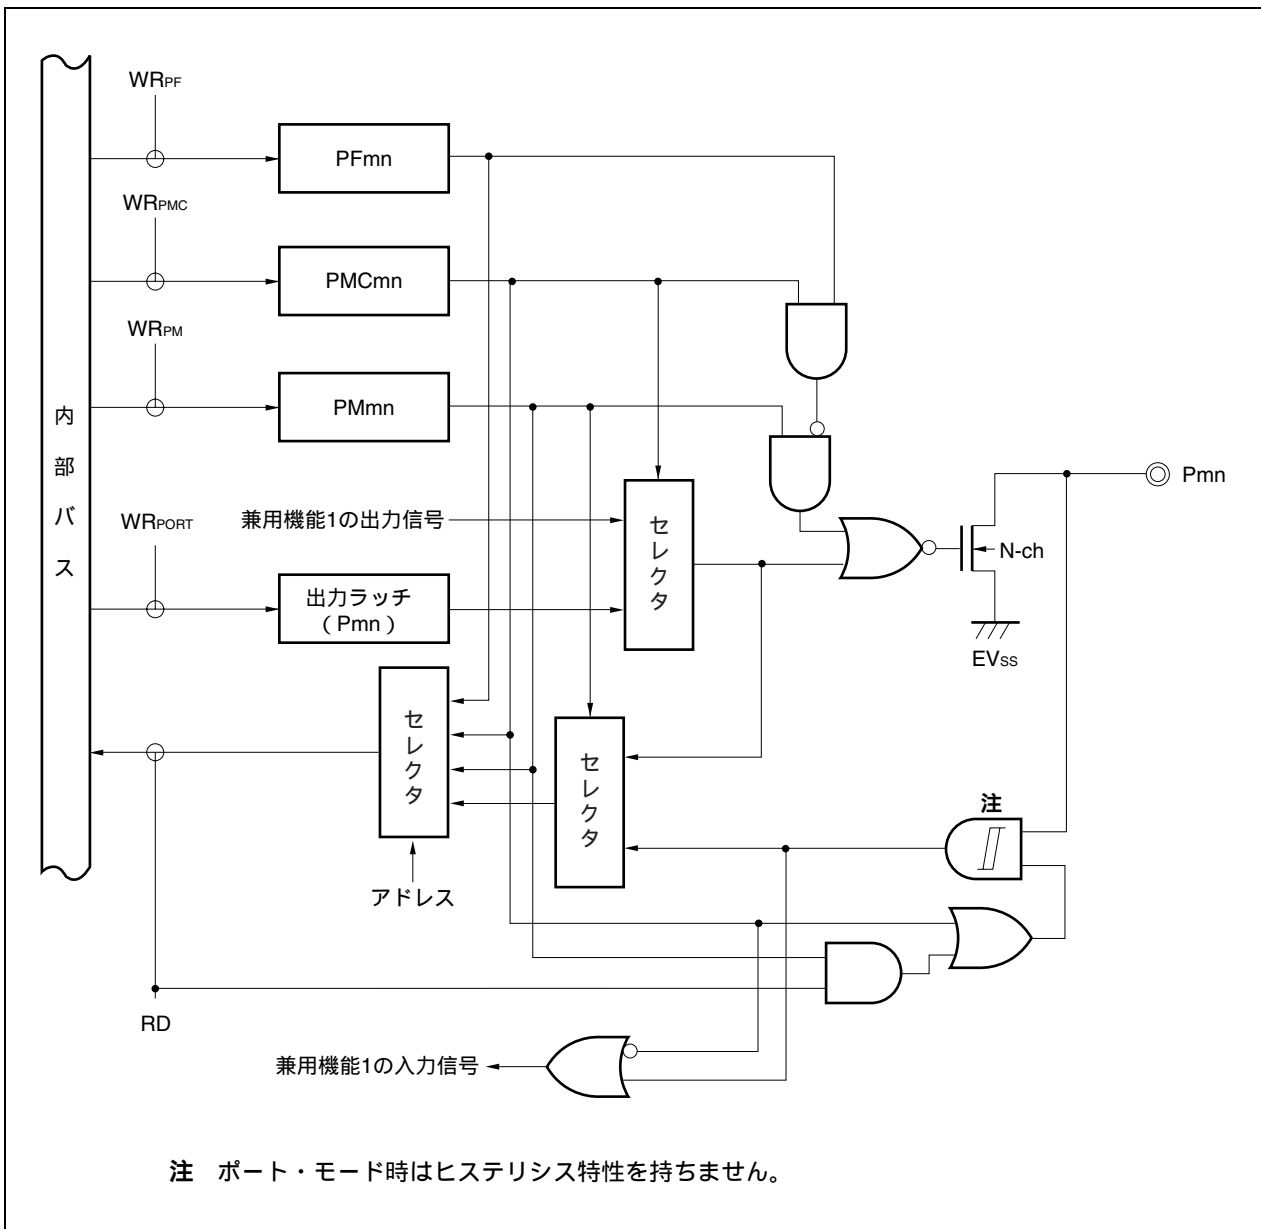 WRPF
PFmn
WRPMC
PMCmn
WRPM
PMmn
内部バス
Pmn
WRPORT
兼用機能1の出力信号
セレクタ
N-ch
出力ラッチ
（Pmn）
EVSS
セレクタ
セレクタ
注
アドレス
RD
兼用機能1の入力信号
注 ポート・モード時はヒステリシス特性を持ちません。